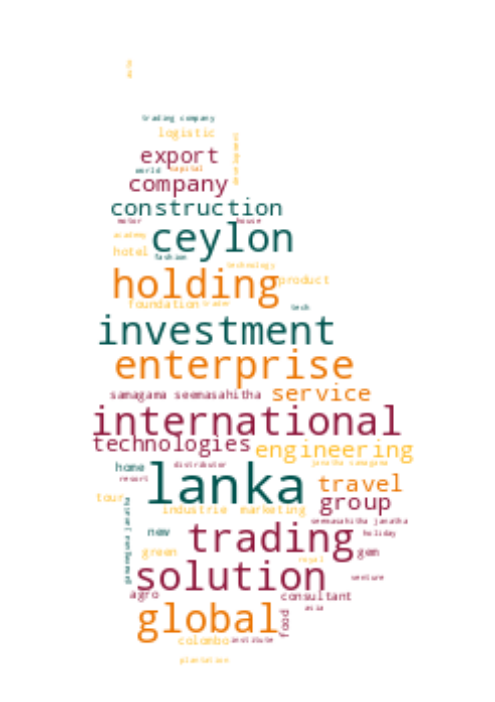 trading company
logistic
export
world capital
company
construction
motor house
academy
ceylon
hotel fashion
technology
holding product
foundation trade
tech
investment
enterprise
samagama seemasahitha service
international
technologies engineering
janatha samagama
home distributor
resort
lanka travel
tour
industrie marketing group
seemasahitha janatha
new trading holiday
green gem
royal
solution venture
agro consultant
asia
global food
colombo institute
plantation